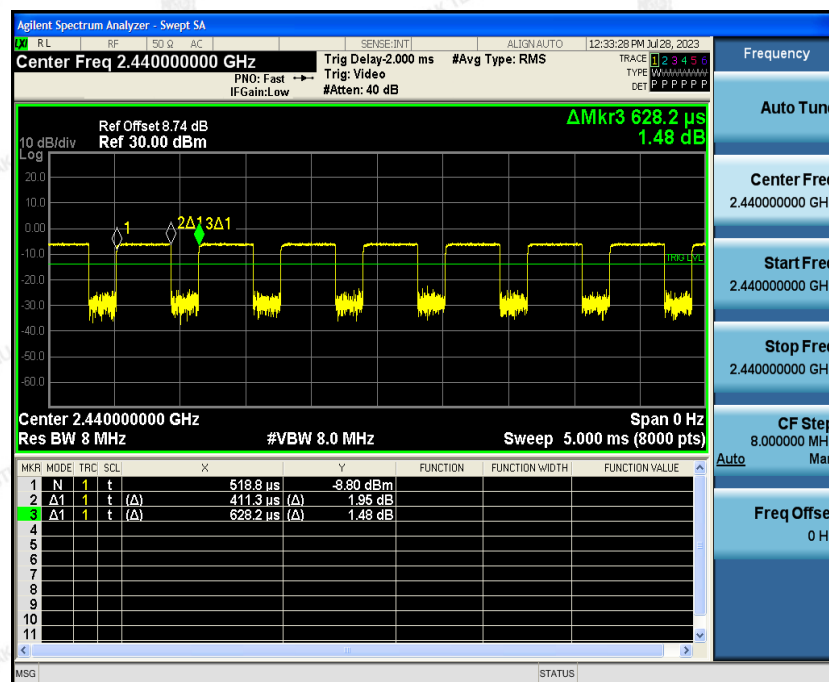 Agilent Spectrum Analyzer - Swept SA
LXI RL RF 50 Ω AC SENSE:INT ALIGN AUTO 12:33:28 PM Jul 28, 2023
Center Freq 2.440000000 GHz Trig Delay-2.000 ms #Avg Type: RMS TRACE 1 2 3 4 5 6
PNO: Fast Trig: Video TYPE WWWWWW
IFGain:Low #Atten: 40 dB DET P P P P P P
Ref Offset 8.74 dB ΔMkr3 628.2 µs
10 dB/div Ref 30.00 dBm 1.48 dB
Log
20.0
10.0
0.00
-10.0
-20.0
-30.0
-40.0
-50.0
-60.0
1 2Δ1 3Δ1
TRIG LVL
Center 2.440000000 GHz Span 0 Hz
Res BW 8 MHz #VBW 8.0 MHz Sweep 5.000 ms (8000 pts)
MKR MODE TRC SCL X Y FUNCTION FUNCTION WIDTH FUNCTION VALUE
1 N 1 t 518.8 µs -8.80 dBm
2 Δ1 1 t (Δ) 411.3 µs (Δ) 1.95 dB
3 Δ1 1 t (Δ) 628.2 µs (Δ) 1.48 dB
4
5
6
7
8
9
10
11
MSG STATUS
Frequency
Auto Tun
Center Fre
2.440000000 GH
Start Fre
2.440000000 GH
Stop Fre
2.440000000 GH
CF Step
8.000000 MH
Auto Ma
Freq Offse
0 H